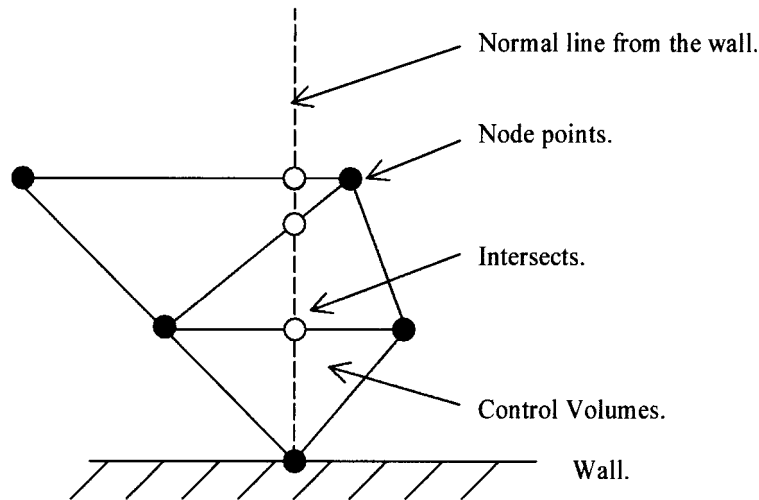 Normal line from the wall.
Node points.
Intersects.
Control Volumes.
Wall.